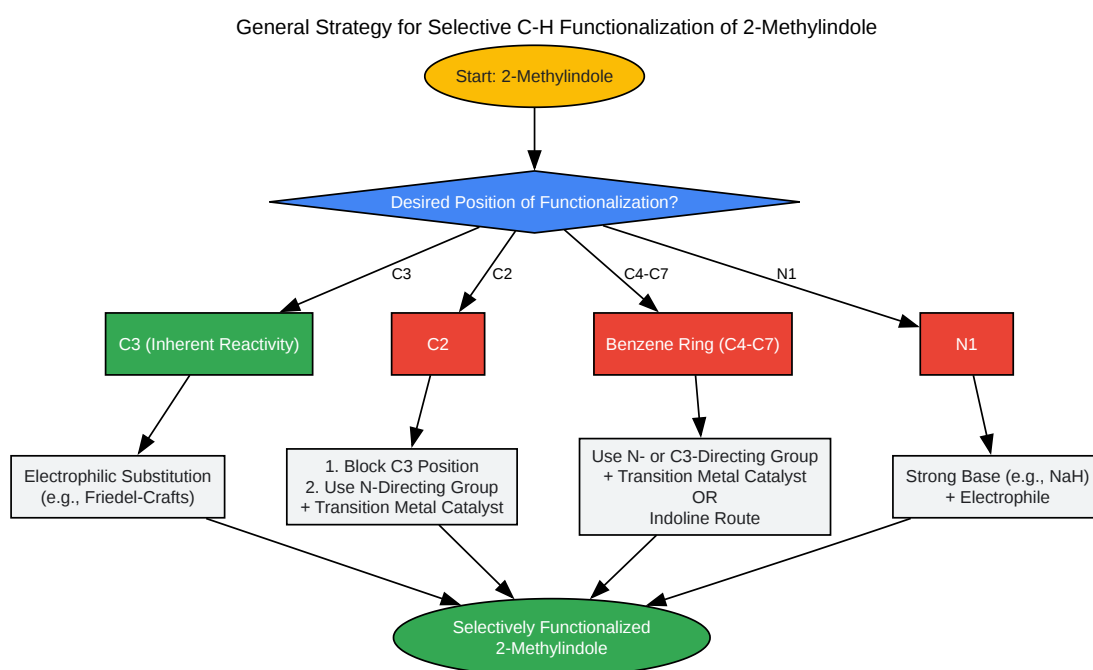 General Strategy for Selective C-H Functionalization of 2-Methylindole
Start: 2-Methylindole
Desired Position of Functionalization?
C3
C2
C4-C7
N1
C3 (Inherent Reactivity)
C2
Benzene Ring (C4-C7)
N1
Electrophilic Substitution
(e.g., Friedel-Crafts)
1. Block C3 Position
2. Use N-Directing Group
+ Transition Metal Catalyst
Use N- or C3-Directing Group
+ Transition Metal Catalyst
OR
Indoline Route
Strong Base (e.g., NaH)
+ Electrophile
Selectively Functionalized
2-Methylindole